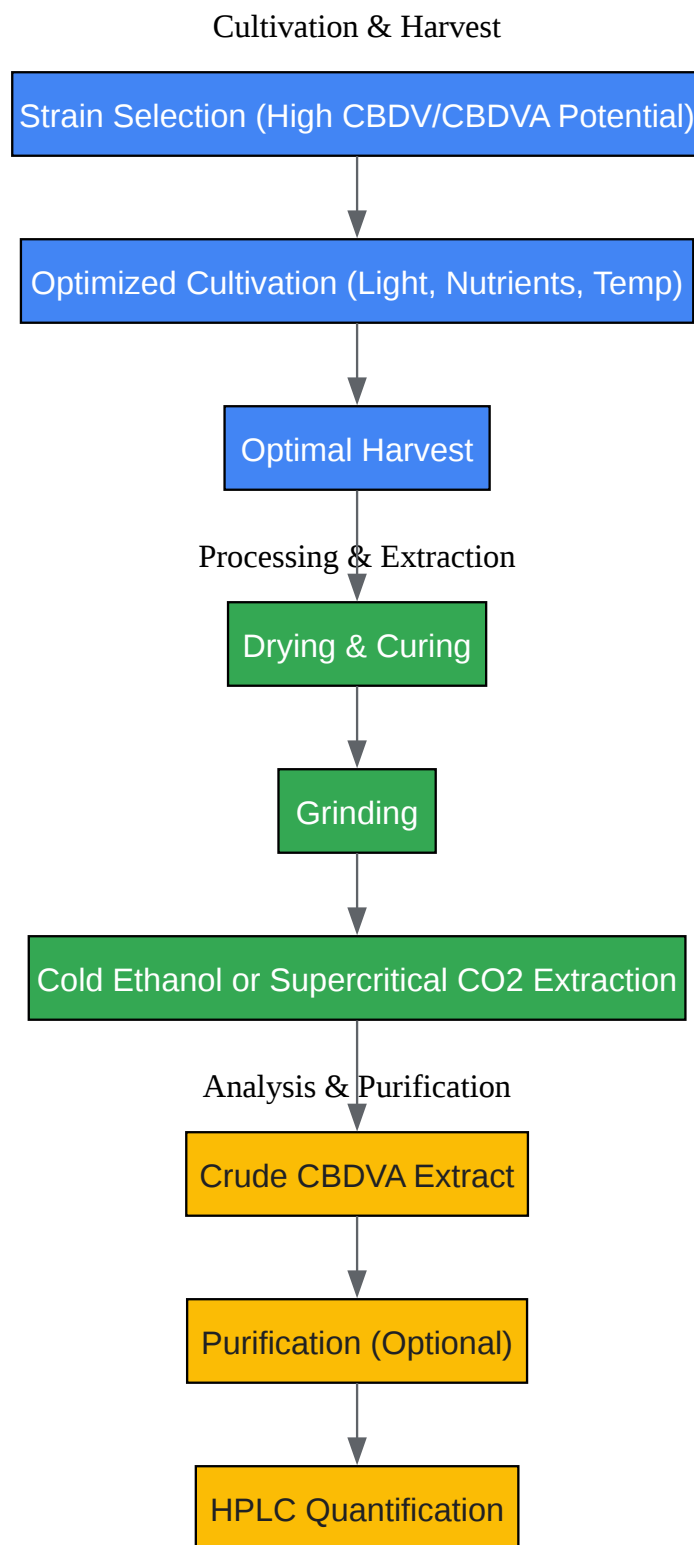 Cultivation & Harvest
Strain Selection (High CBDV/CBDVA Potential)
Optimized Cultivation (Light, Nutrients, Temp)
Optimal Harvest
Processing & Extraction
Drying & Curing
Grinding
Cold Ethanol or Supercritical CO2 Extraction
Analysis & Purification
Crude CBDVA Extract
Purification (Optional)
HPLC Quantification